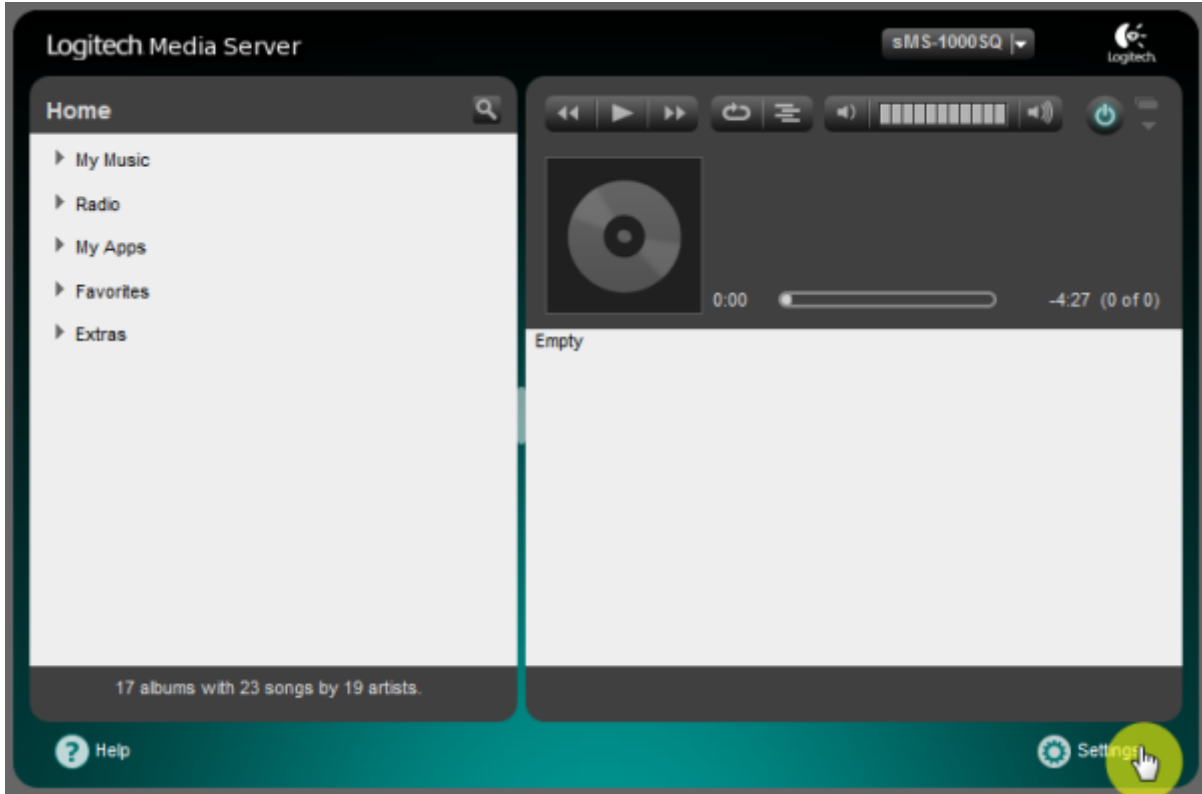 Logitech Media Server
sMS-1000SQ
Logitech
Home
My Music
Radio
My Apps
Favorites
Extras
0:00
-4:27 (0 of 0)
Empty
17 albums with 23 songs by 19 artists.
Help
Settings